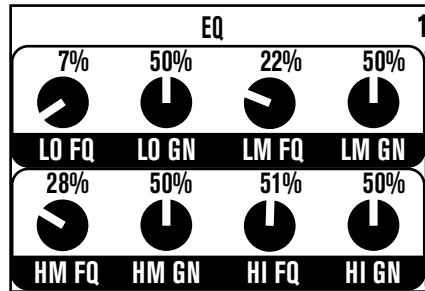 EQ 1
7% 50% 22% 50%
LO FQ LO GN LM FQ LM GN
28% 50% 51% 50%
HM FQ HM GN HI FQ HI GN